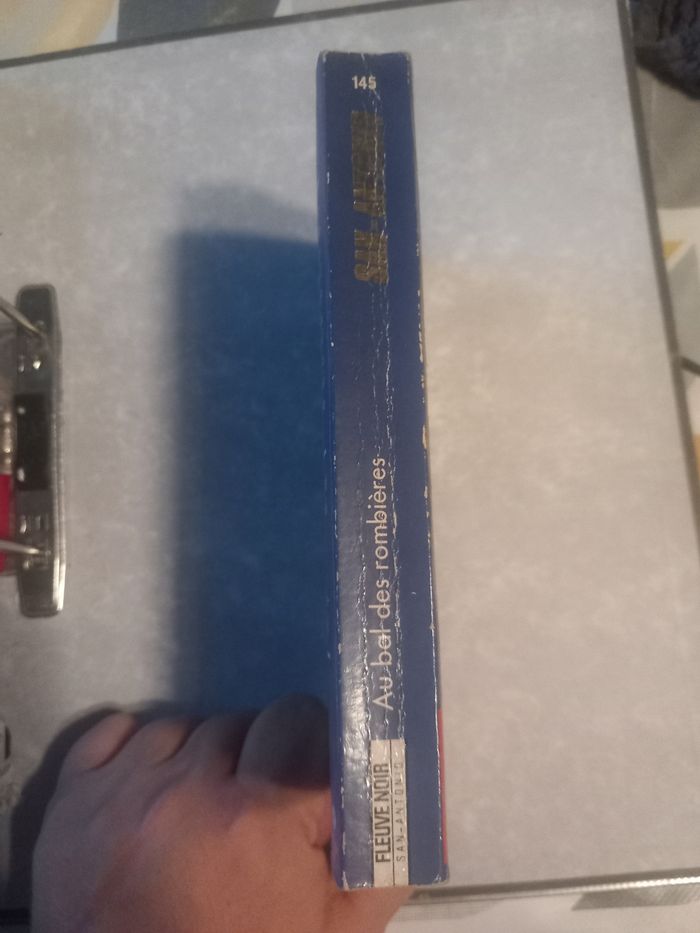 145
SAN-ANTONIO
Au bal des rombières
FLEUVE NOIR
SAN-ANTONIO